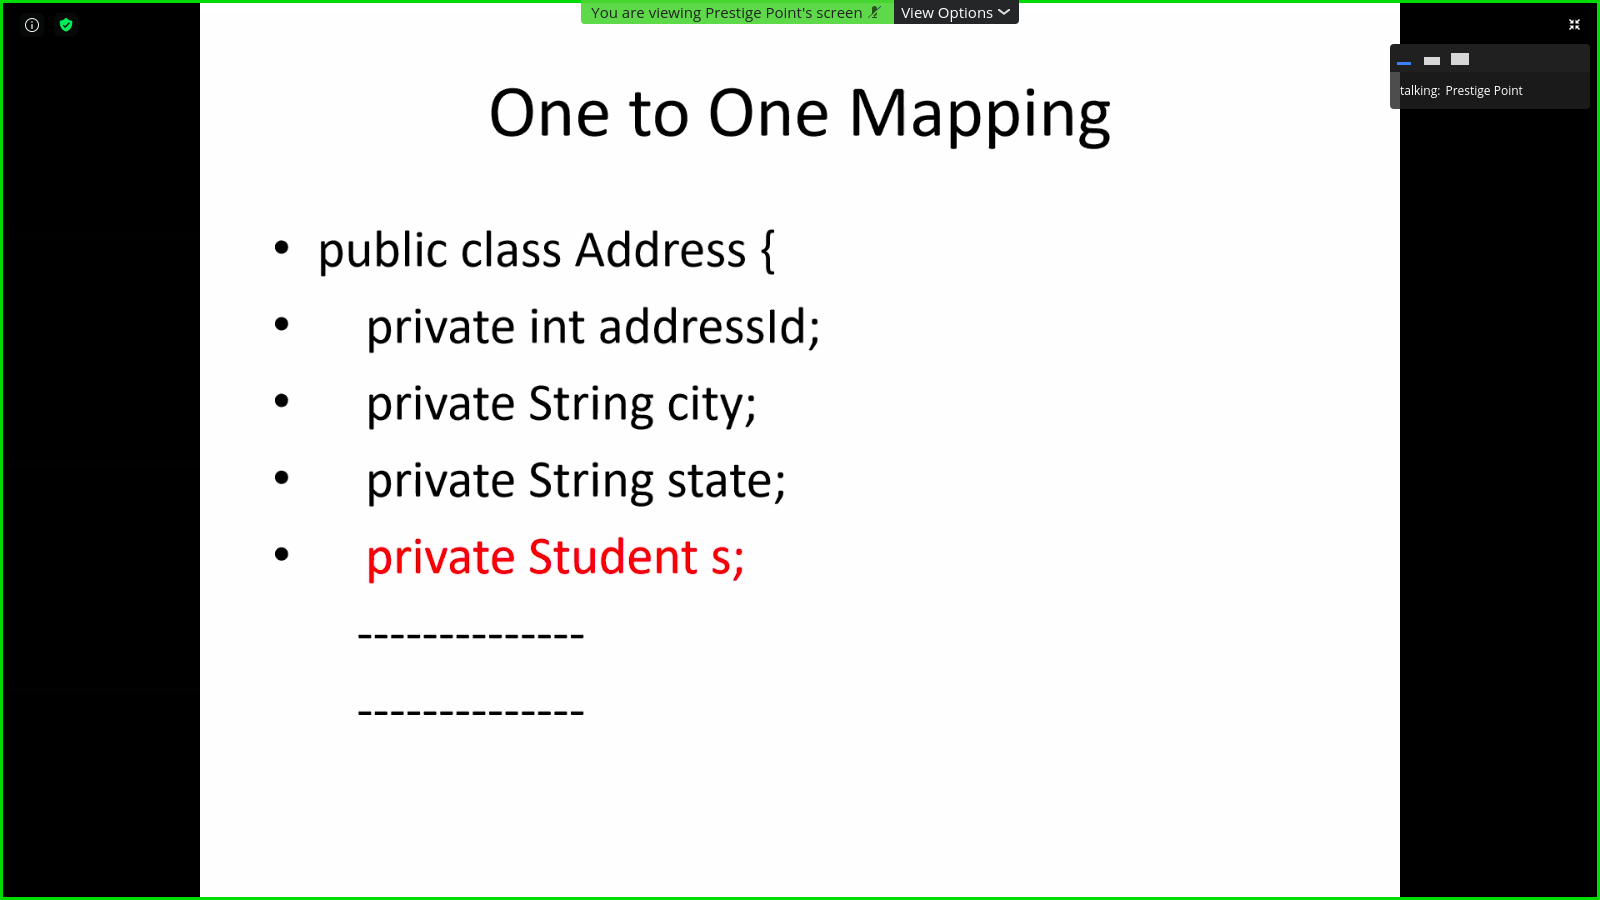 You are viewing Prestige Point's screen View Options
talking: Prestige Point
One to One Mapping
• public class Address {
• private int addressId;
• private String city;
• private String state;
• private Student s;
--------------
--------------